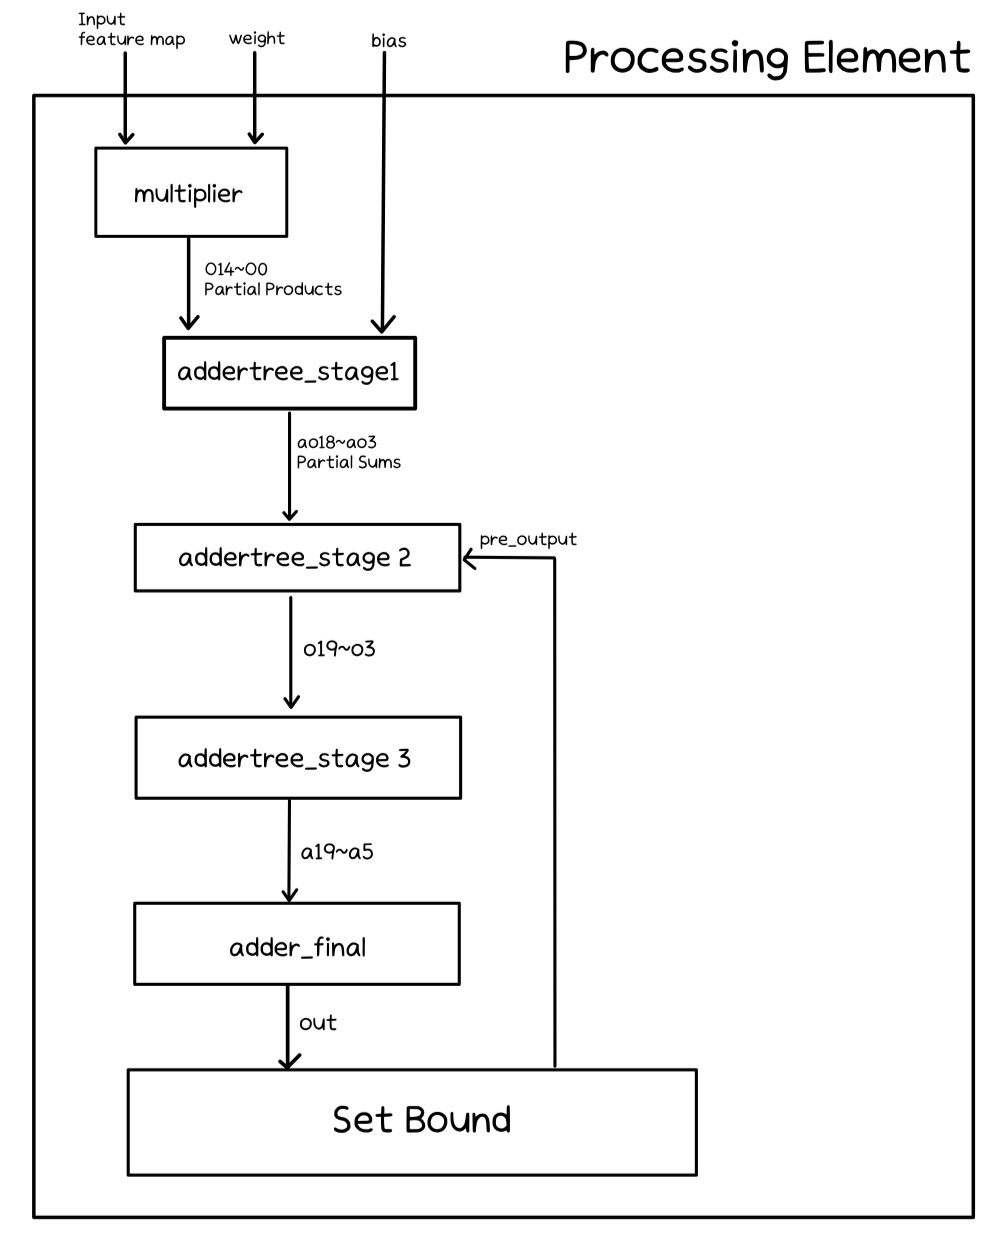 Input
feature map
weight
bias
Processing Element
multiplier
O14~O0
Partial Products
addertree_stage1
ao18~ao3
Partial Sums
addertree_stage 2
pre_output
o19~o3
addertree_stage 3
a19~a5
adder_final
out
Set Bound